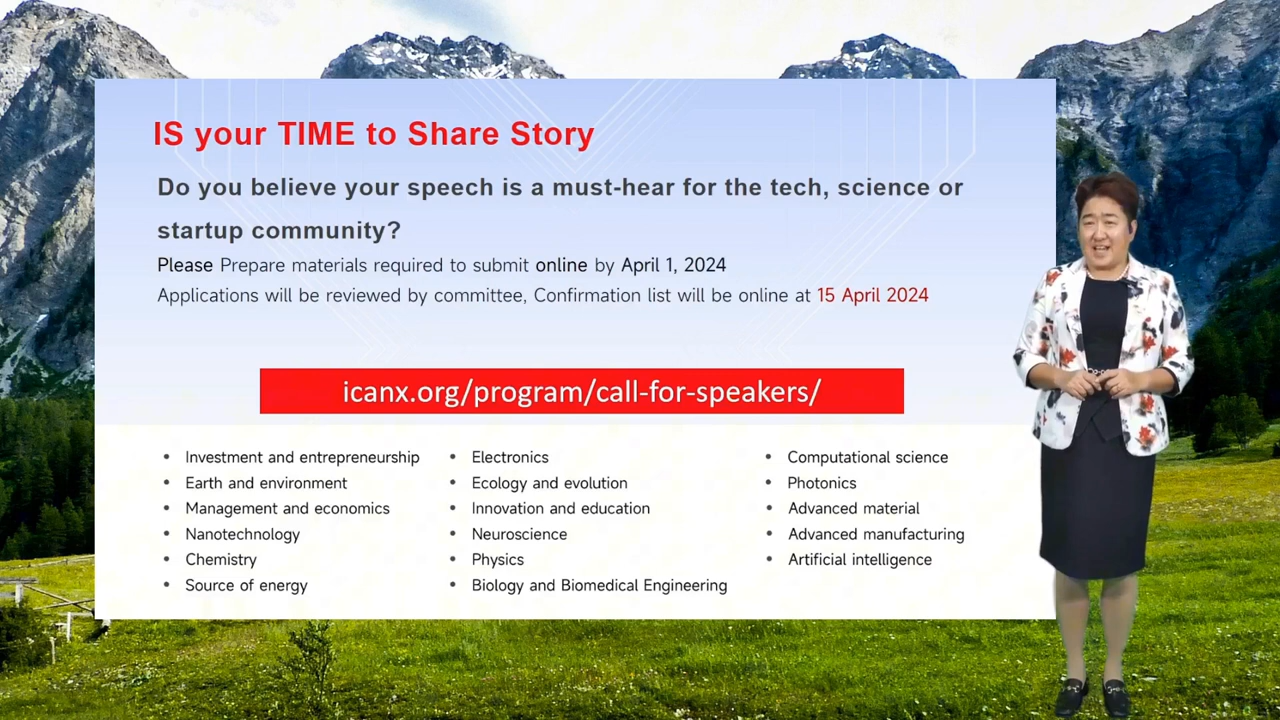 IS your TIME to Share Story
Do you believe your speech is a must-hear for the tech, science or
startup community?
Please Prepare materials required to submit online by April 1, 2024
Applications will be reviewed by committee, Confirmation list will be online at 15 April 2024
icanx.org/program/call-for-speakers/
• Investment and entrepreneurship
• Earth and environment
• Management and economics
• Nanotechnology
• Chemistry
• Source of energy
• Electronics
• Ecology and evolution
• Innovation and education
• Neuroscience
• Physics
• Biology and Biomedical Engineering
• Computational science
• Photonics
• Advanced material
• Advanced manufacturing
• Artificial intelligence